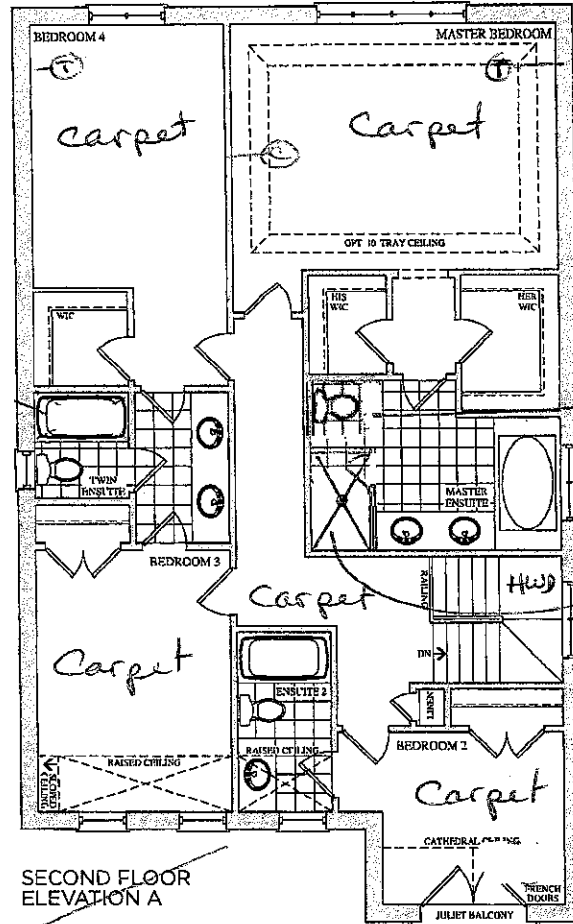 BEDROOM 4
MASTER BEDROOM
T
T
Carpet
Carpet
C
OPT 10 TRAY CEILING
WIC
HIS
WIC
HER
WIC
TWIN
ENSUITE
MASTER
ENSUITE
BEDROOM 3
RAILING
HWD
Carpet
DN
Carpet
ENSUITE 2
LINEN
RAISED CEILING
RAISED CEILING
BEDROOM 2
SLOPED
CEILING
Carpet
CATHEDRAL CEILING
SECOND FLOOR
ELEVATION A
FRENCH
DOORS
JULIET BALCONY